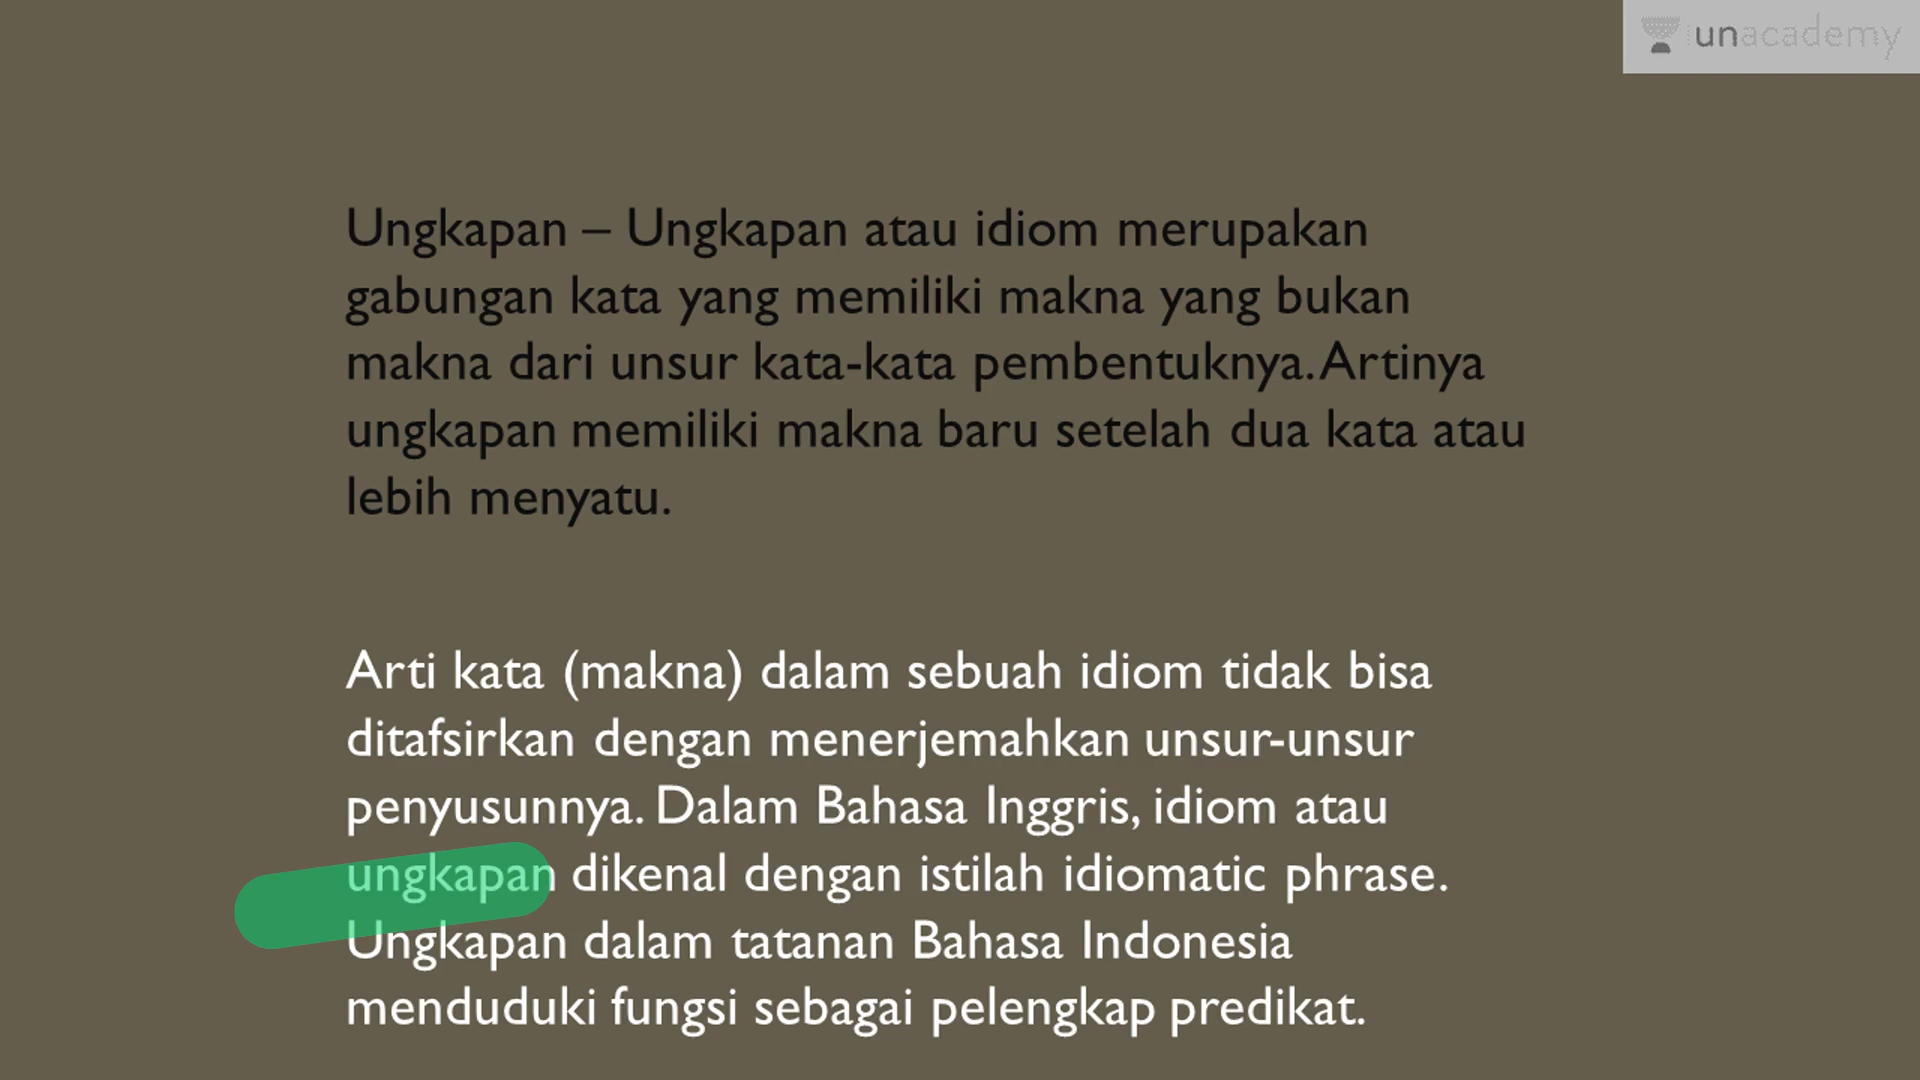 unacademy
Ungkapan – Ungkapan atau idiom merupakan
gabungan kata yang memiliki makna yang bukan
makna dari unsur kata-kata pembentuknya. Artinya
ungkapan memiliki makna baru setelah dua kata atau
lebih menyatu.
Arti kata (makna) dalam sebuah idiom tidak bisa
ditafsirkan dengan menerjemahkan unsur-unsur
penyusunnya. Dalam Bahasa Inggris, idiom atau
ungkapan dikenal dengan istilah idiomatic phrase.
Ungkapan dalam tatanan Bahasa Indonesia
menduduki fungsi sebagai pelengkap predikat.